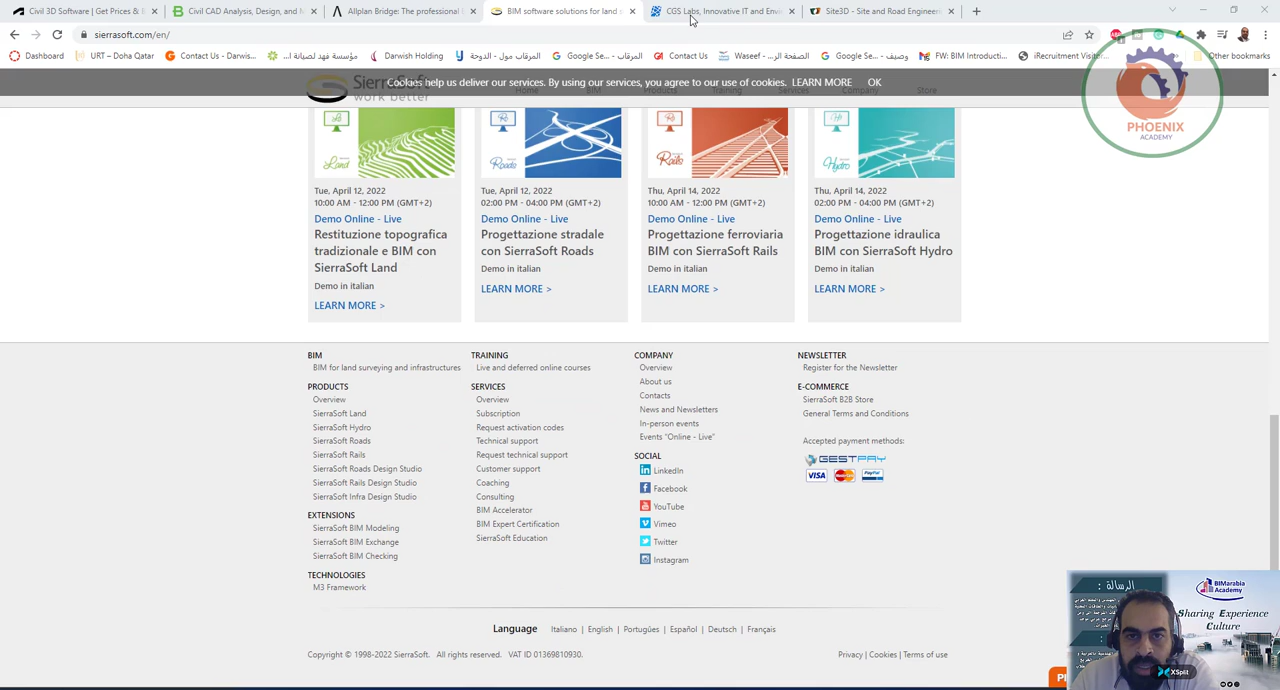 Civil 3D Software | Get Prices & B
Civil CAD Analysis, Design, and M
Allplan Bridge: The professional B
BIM software solutions for land s
CGS Labs, Innovative IT and Envi
Site3D - Site and Road Engineeri
sierrasoft.com/en/
Dashboard
URT – Doha Qatar
Contact Us - Darwis...
مؤسسة فهد لصيانة ا...
Darwish Holding
المرقاب مول - الدوحة
Google Se... - المرقاب
Contact Us
Waseef - الصفحة الر...
Google Se... - وصيف
FW: BIM Introducti...
iRecruitment Visitor...
Other bookmarks
Cookies help us deliver our services. By using our services, you agree to our use of cookies. LEARN MORE OK
work better
Home
BIM
Products
Training
Services
Company
Store
PHOENIX
ACADEMY
Land
Roads
Rails
Hydro
Tue, April 12, 2022
10:00 AM - 12:00 PM (GMT+2)
Demo Online - Live
Restituzione topografica
tradizionale e BIM con
SierraSoft Land
Demo in italian
LEARN MORE >
Tue, April 12, 2022
02:00 PM - 04:00 PM (GMT+2)
Demo Online - Live
Progettazione stradale
con SierraSoft Roads
Demo in italian
LEARN MORE >
Thu, April 14, 2022
10:00 AM - 12:00 PM (GMT+2)
Demo Online - Live
Progettazione ferroviaria
BIM con SierraSoft Rails
Demo in italian
LEARN MORE >
Thu, April 14, 2022
02:00 PM - 04:00 PM (GMT+2)
Demo Online - Live
Progettazione idraulica
BIM con SierraSoft Hydro
Demo in italian
LEARN MORE >
BIM
BIM for land surveying and infrastructures
PRODUCTS
Overview
SierraSoft Land
SierraSoft Hydro
SierraSoft Roads
SierraSoft Rails
SierraSoft Roads Design Studio
SierraSoft Rails Design Studio
SierraSoft Infra Design Studio
EXTENSIONS
SierraSoft BIM Modeling
SierraSoft BIM Exchange
SierraSoft BIM Checking
TECHNOLOGIES
M3 Framework
TRAINING
Live and deferred online courses
SERVICES
Overview
Subscription
Request activation codes
Technical support
Request technical support
Customer support
Coaching
Consulting
BIM Accelerator
BIM Expert Certification
SierraSoft Education
COMPANY
Overview
About us
Contacts
News and Newsletters
In-person events
Events "Online - Live"
SOCIAL
LinkedIn
Facebook
YouTube
Vimeo
Twitter
Instagram
NEWSLETTER
Register for the Newsletter
E-COMMERCE
SierraSoft B2B Store
General Terms and Conditions
Accepted payment methods:
GESTPAY
VISA
PayPal
Language Italiano | English | Português | Español | Deutsch | Français
Copyright © 1998-2022 SierraSoft. All rights reserved. VAT ID 01369810930.
Privacy | Cookies | Terms of use
الرسالة :
BIMarabia
Academy
Sharing Experience
Culture
XSplit